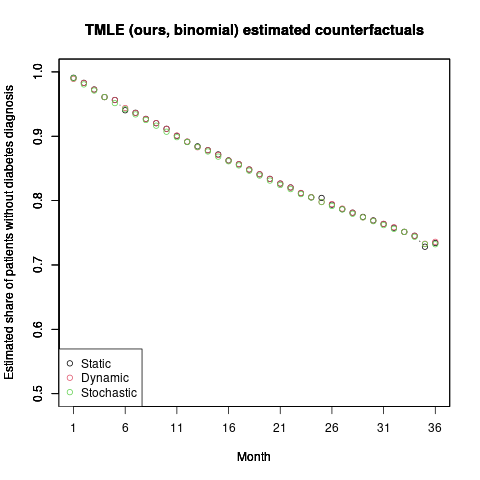 TMLE (ours, binomial) estimated counterfactuals
Estimated share of patients without diabetes diagnosis
1.0
0.9
0.8
0.7
0.6
0.5
Static
Dynamic
Stochastic
1 6 11 16 21 26 31 36
Month